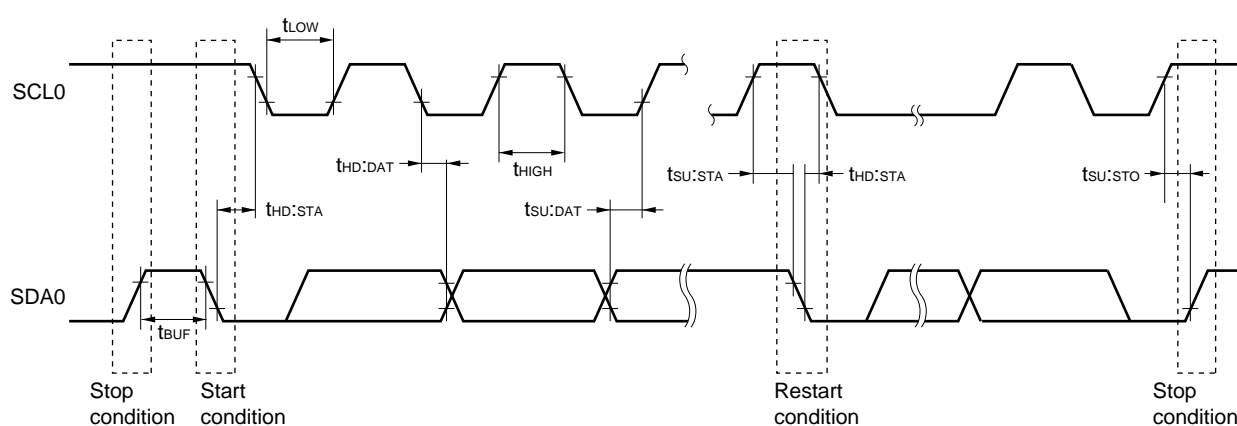 tLOW
SCL0
tHD:DAT
tHIGH
tSU:STA
tHD:STA
tSU:STO
tHD:STA
tSU:DAT
SDA0
tBUF
Stop
condition
Start
condition
Restart
condition
Stop
condition